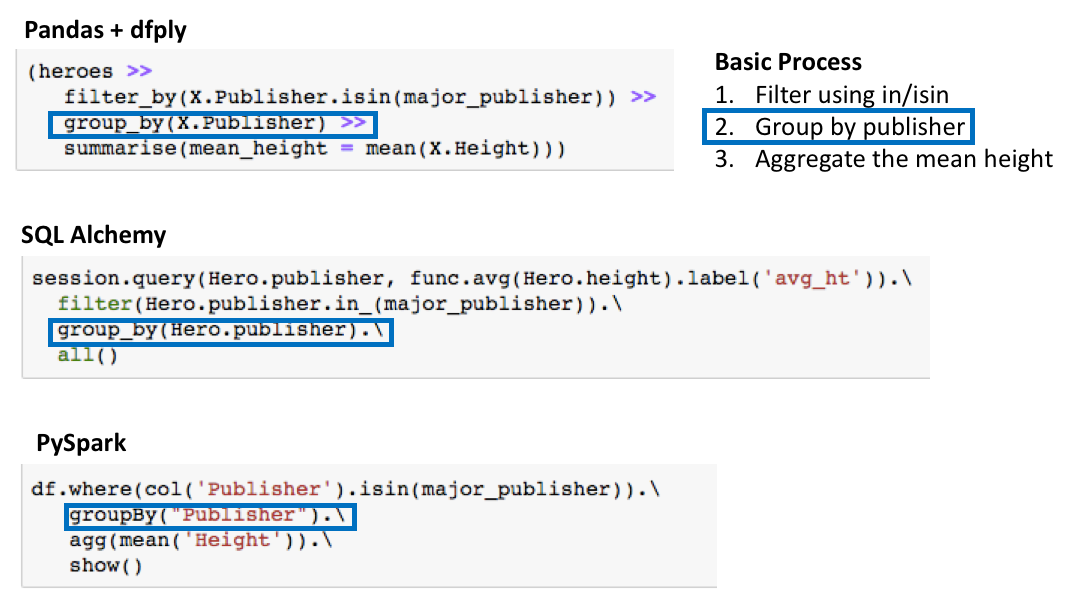 Pandas + dfply
(heroes >>
filter_by(X.Publisher.isin(major_publisher)) >>
group_by(X.Publisher) >>
summarise(mean_height = mean(X.Height)))
Basic Process
1. Filter using in/isin
2. Group by publisher
3. Aggregate the mean height
SQL Alchemy
session.query(Hero.publisher, func.avg(Hero.height).label('avg_ht')).\
filter(Hero.publisher.in_(major_publisher)).\
group_by(Hero.publisher).\
all()
PySpark
df.where(col('Publisher').isin(major_publisher)).\
groupBy("Publisher").\
agg(mean('Height')).\
show()